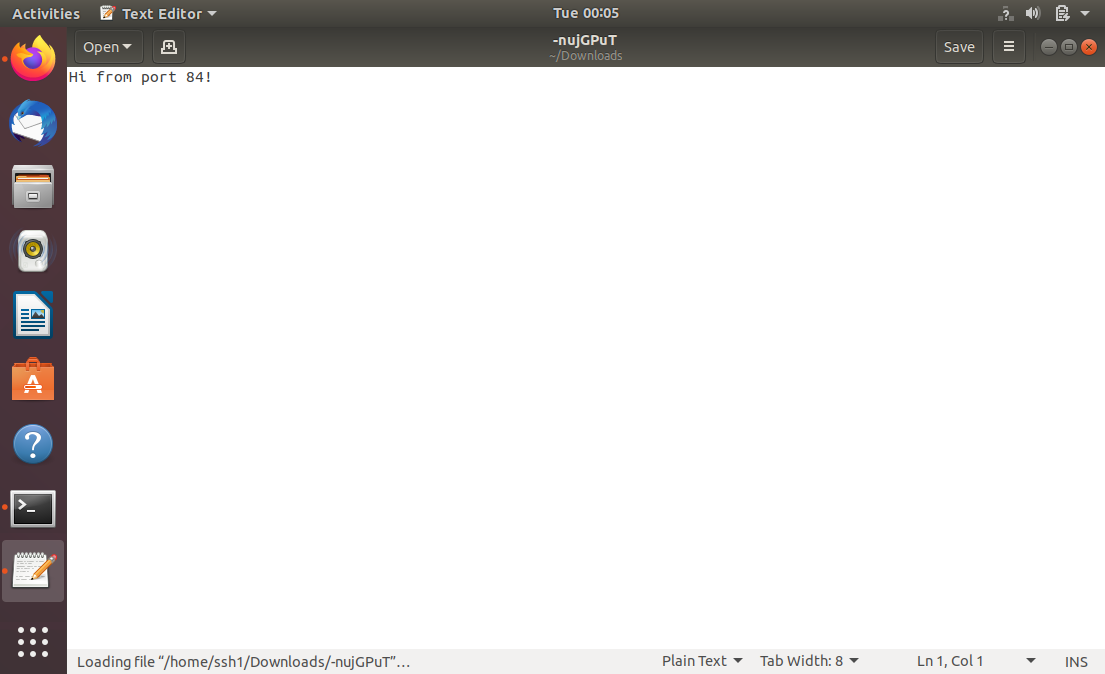 Activities Text Editor Tue 00:05
Open -nujGPuT Save
~/Downloads
Hi from port 84!
Loading file “/home/ssh1/Downloads/-nujGPuT”… Plain Text Tab Width: 8 Ln 1, Col 1 INS